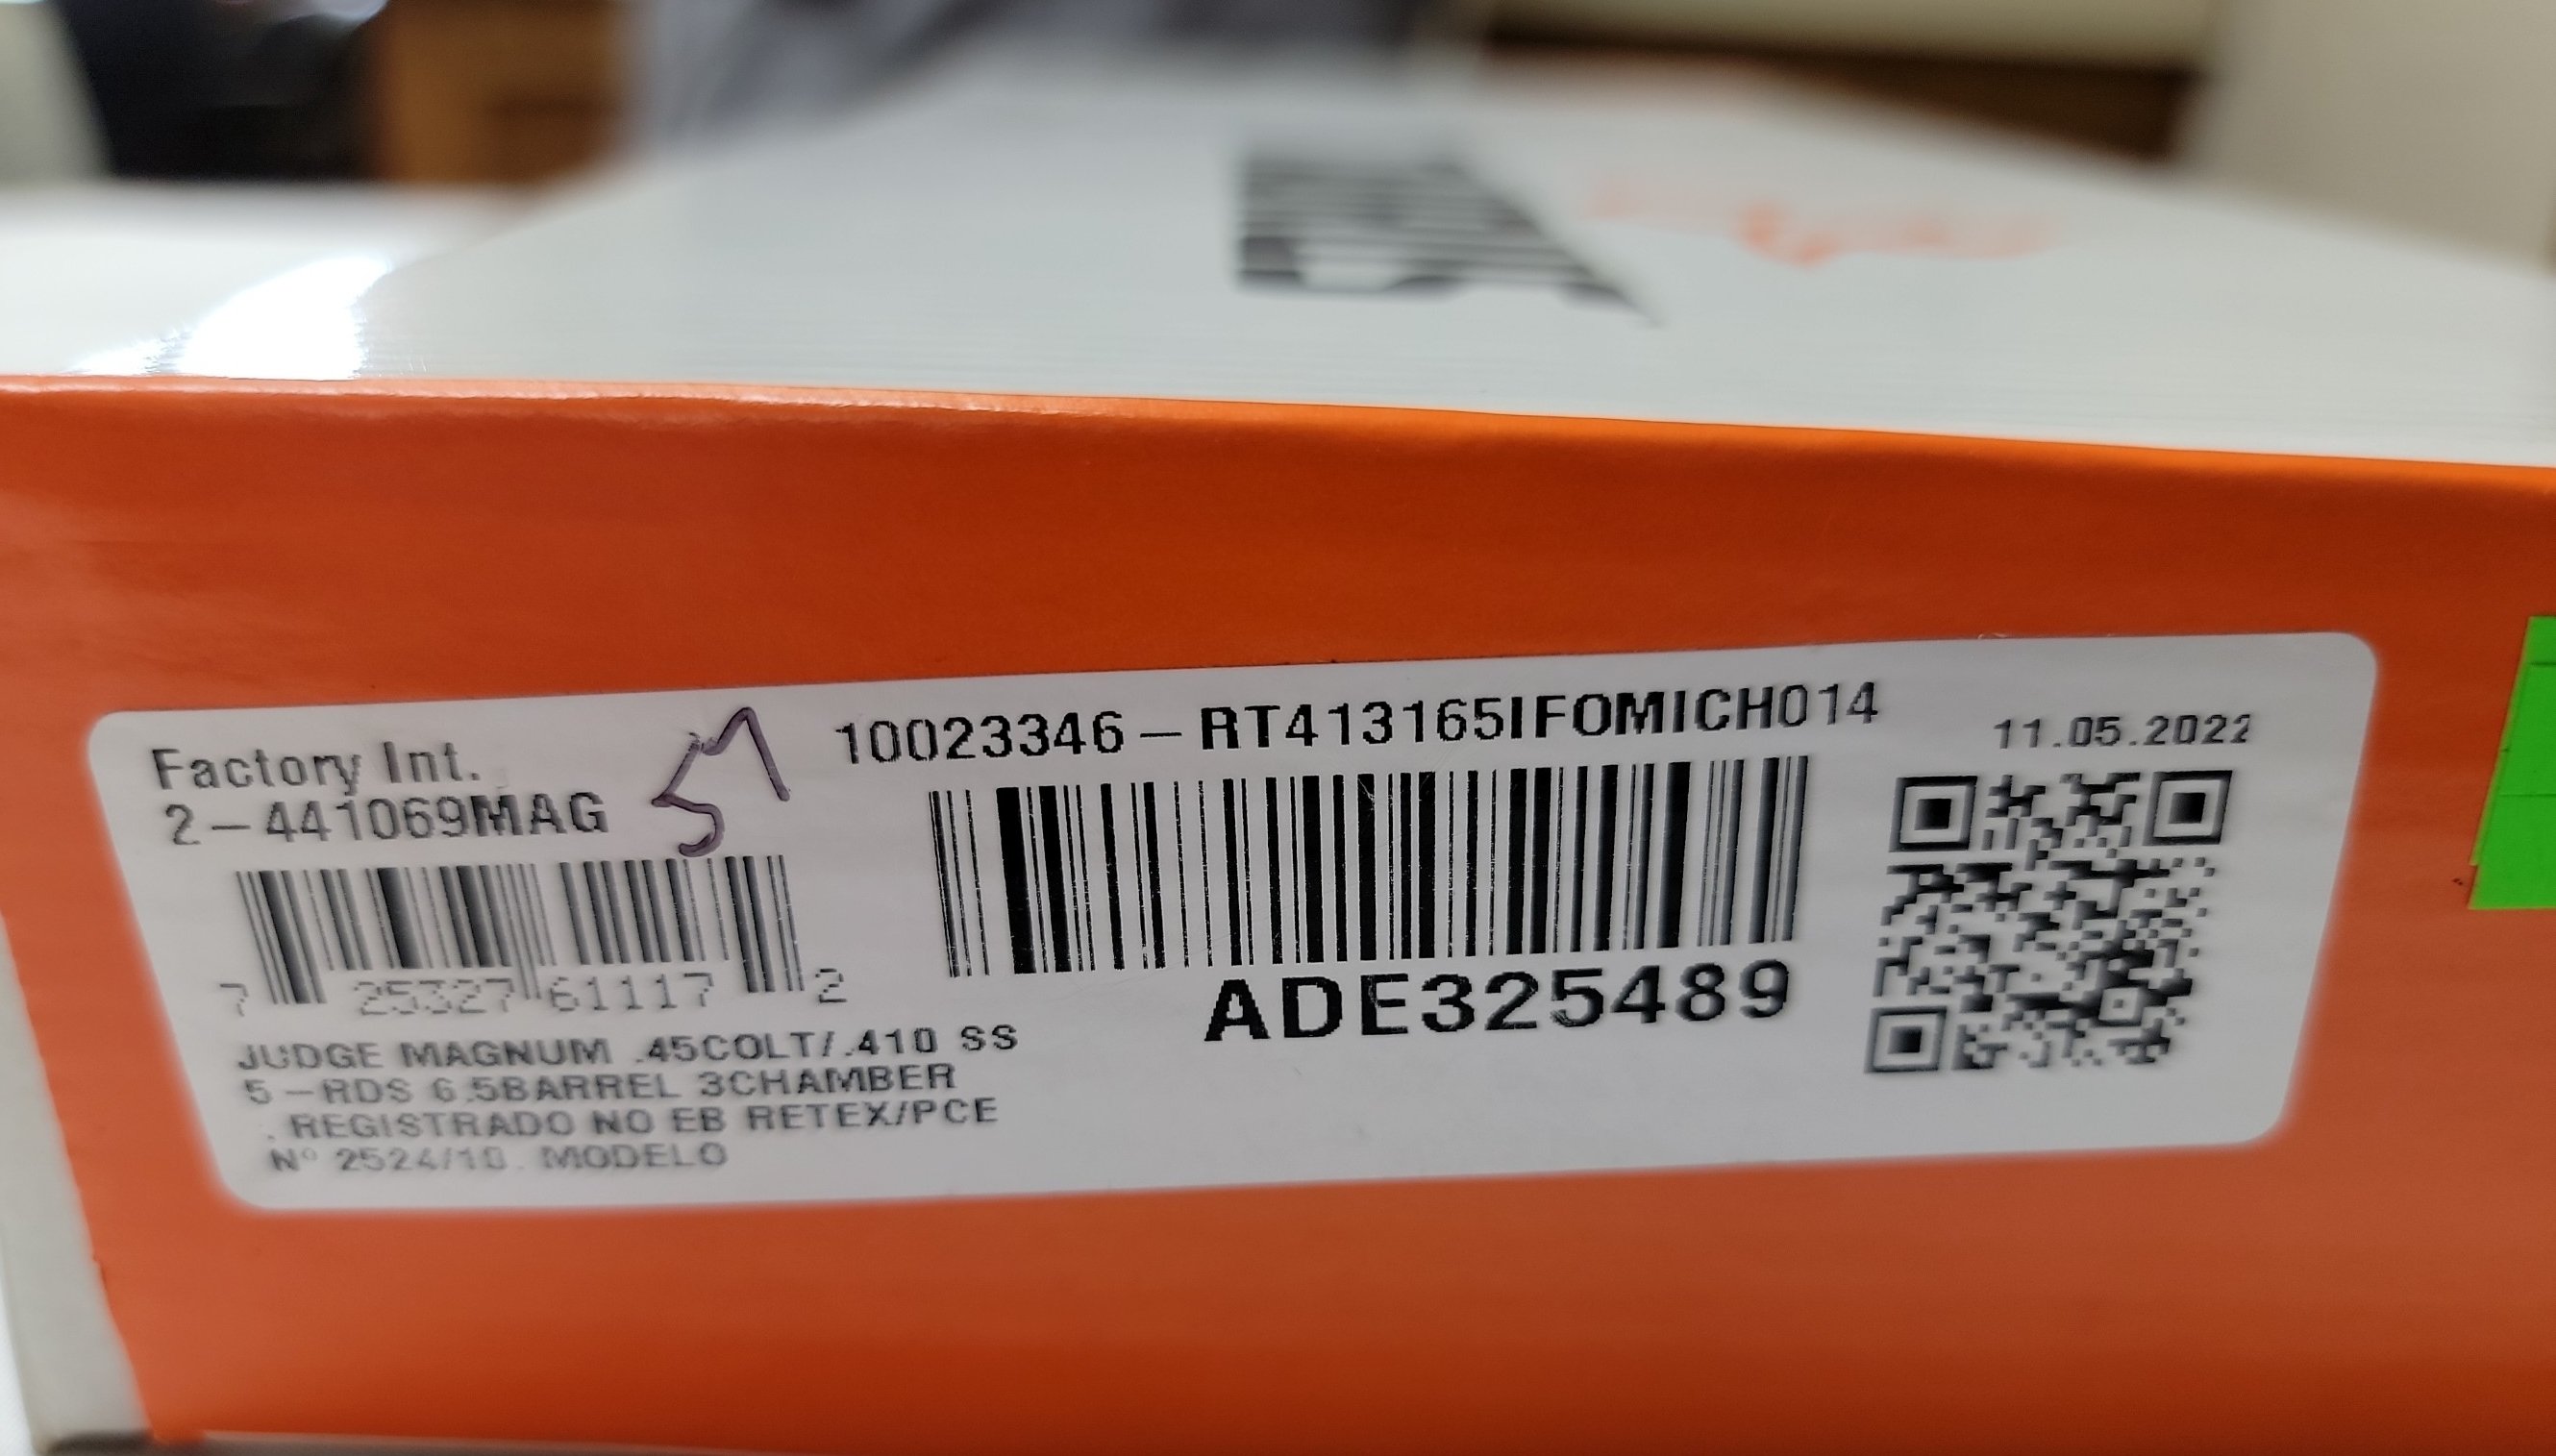 Factory Int.
2-441069MAG
10023346-RT413165IFOMICH014
11.05.2022
7 25327 61117 2
ADE325489
JUDGE MAGNUM .45COLT/.410 SS
5-RDS 6.5BARREL 3CHAMBER
. REGISTRADO NO EB RETEX/PCE
Nº 2524/10. MODELO